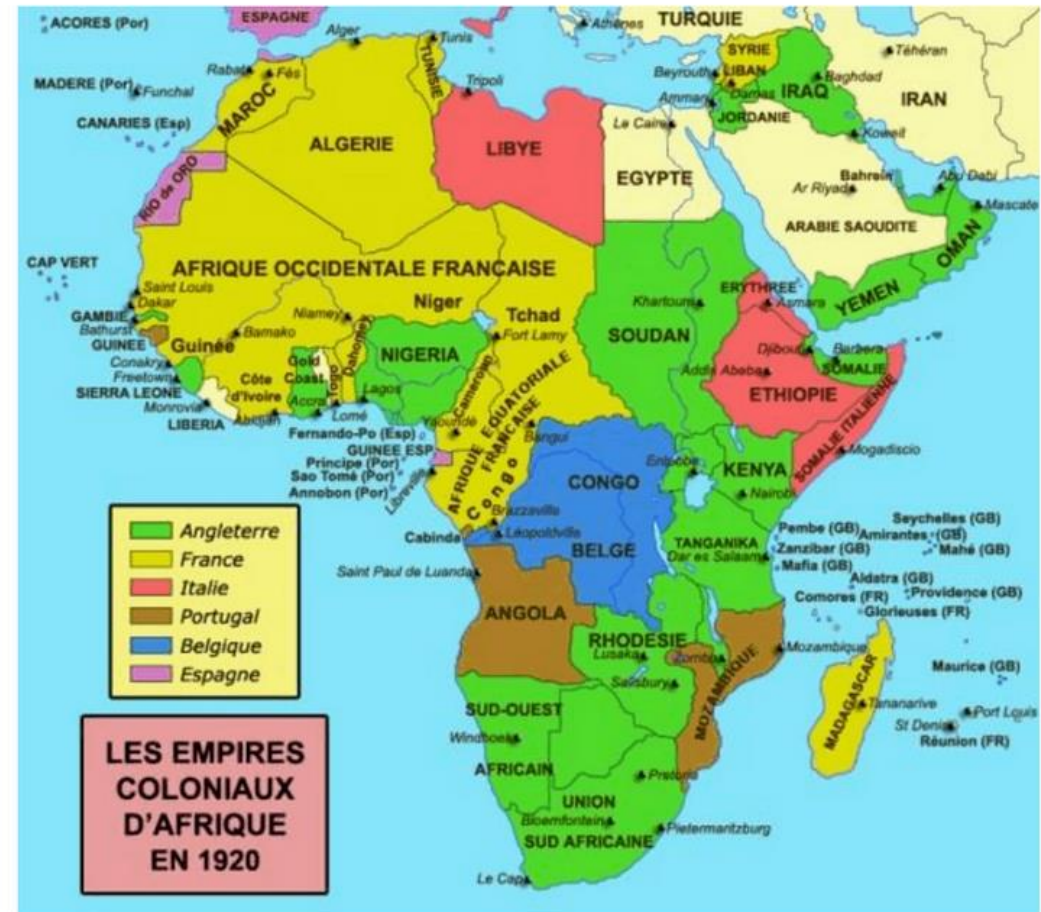 ACORES (Por)
ESPAGNE
Alger
Tunis
Athènes
TURQUIE
Téhéran
SYRIE
Beyrouth
LIBAN
Damas
Baghdad
IRAQ
IRAN
Rabat
Fès
TUNISIE
Tripoli
MADERE (Por)
Funchal
MAROC
Amman
JORDANIE
Koweit
CANARIES (Esp)
ALGERIE
LIBYE
Le Caire
EGYPTE
RIO de ORO
Bahrein
Abu Dabi
Ar Riyad
Mascate
ARABIE SAOUDITE
OMAN
YEMEN
CAP VERT
AFRIQUE OCCIDENTALE FRANCAISE
Saint Louis
Dakar
GAMBIE
Bathurst
GUINEE
Niger
Niamey
Tchad
Fort Lamy
Khartoum
SOUDAN
ERYTHREE
Asmara
Bamako
Guinée
Conakry
Freetown
SIERRA LEONE
Monrovia
LIBERIA
Côte
d'Ivoire
Abidjan
Gold
Coast
Accra
Togo
Lomé
Dahomey
NIGERIA
Lagos
Djibouti
Barbera
SOMALIE
Addis Abeba
ETHIOPIE
SOMALIE ITALIENNE
Mogadiscio
Cameroun
Yaoundé
AFRIQUE EQUATORIALE
FRANCAISE
Bangui
Fernando-Po (Esp)
GUINEE ESP
Principe (Por)
Sao Tomé (Por)
Annobon (Por)
Libreville
Congo
Brazzaville
Léopoldville
Cabinda
CONGO
BELGE
Entebbe
KENYA
Nairobi
TANGANIKA
Dar es Salaam
Pembe (GB)
Zanzibar (GB)
Mafia (GB)
Seychelles (GB)
Amirantes (GB)
Mahé (GB)
Aldatra (GB)
Providence (GB)
Comores (FR)
Glorieuses (FR)
Saint Paul de Luanda
ANGOLA
RHODESIE
Lusaka
Zomba
Salisbury
Mozambique
MOZAMBIQUE
MADAGASCAR
Tananarive
Maurice (GB)
Port Louis
St Denis
Réunion (FR)
SUD-OUEST
AFRICAIN
Windhoek
Pretoria
UNION
SUD AFRICAINE
Bloemfontein
Pietermaritzburg
Le Cap
Angleterre
France
Italie
Portugal
Belgique
Espagne
LES EMPIRES
COLONIAUX
D'AFRIQUE
EN 1920